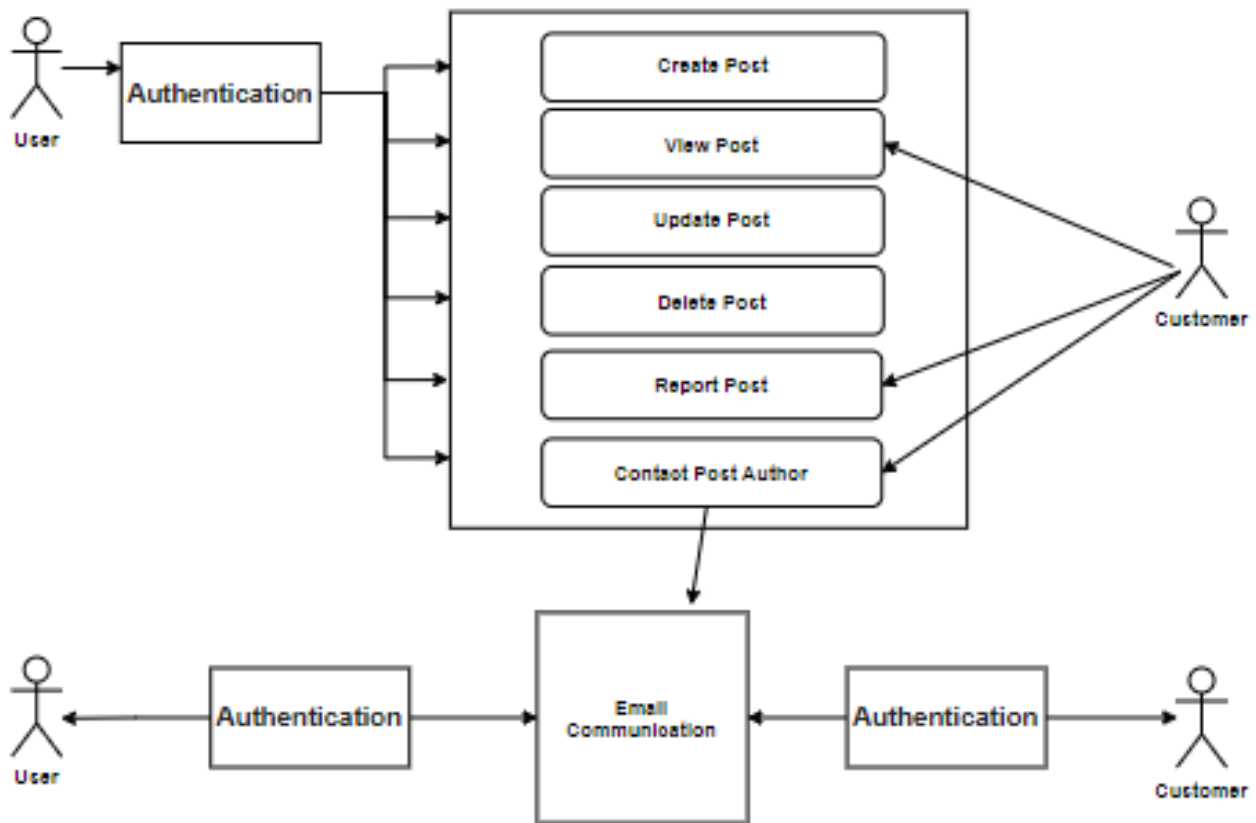 Create Post
Authentication
User
View Post
Update Post
Delete Post
Customer
Report Post
Contact Post Author
Email
Communication
Authentication
Authentication
User
Customer